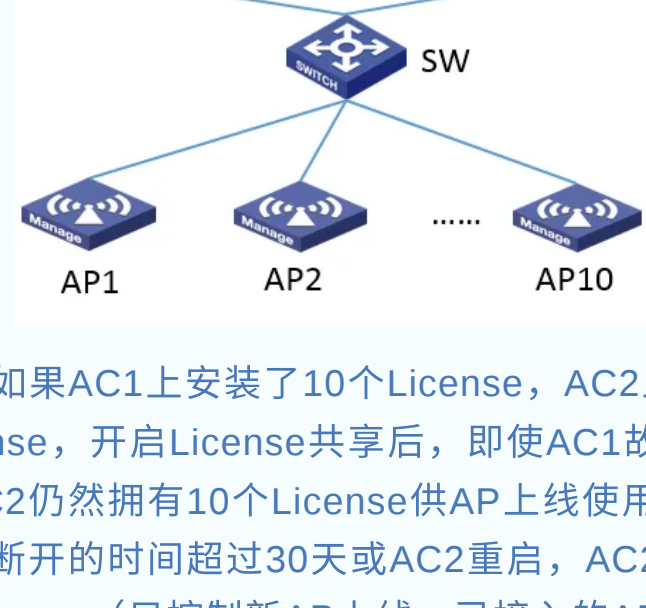 SWITCH
SW
Manage
Manage
......
Manage
AP1
AP2
AP10
如果AC1上安装了10个License，AC2
nse，开启License共享后，即使AC1故
C2仍然拥有10个License供AP上线使用
断开的时间超过30天或AC2重启，AC2